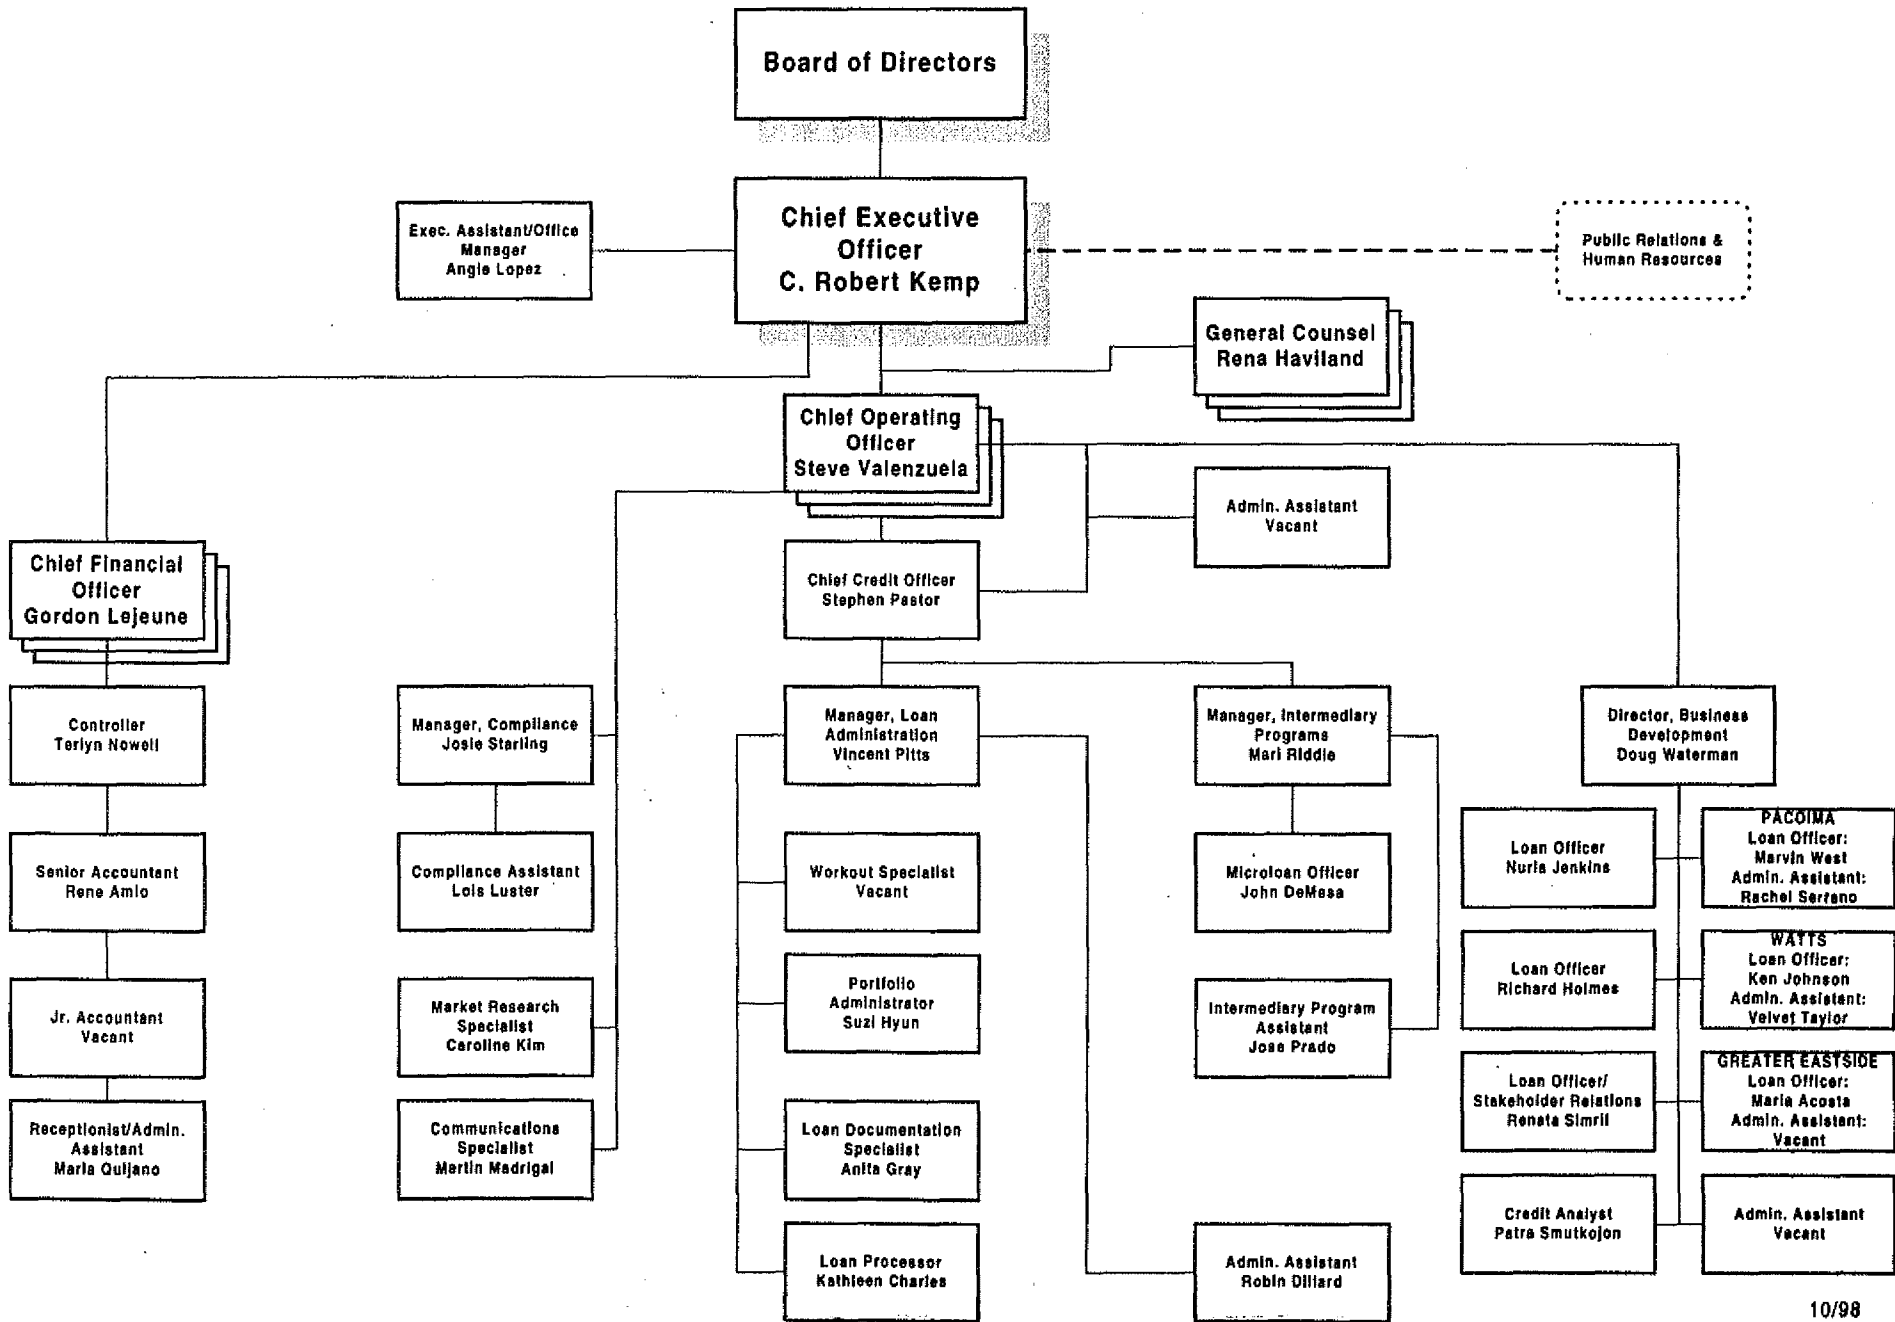 Board of Directors
Chief Executive
Officer
C. Robert Kemp
Exec. Assistant/Office
Manager
Angie Lopez
Public Relations &
Human Resources
General Counsel
Rena Haviland
Chief Operating
Officer
Steve Valenzuela
Admin. Assistant
Vacant
Chief Financial
Officer
Gordon Lejeune
Chief Credit Officer
Stephen Pastor
Controller
Terlyn Nowell
Manager, Compliance
Josie Starling
Manager, Loan
Administration
Vincent Pitts
Manager, Intermediary
Programs
Mari Riddle
Director, Business
Development
Doug Waterman
Senior Accountant
Rene Amio
Compliance Assistant
Lois Luster
Workout Specialist
Vacant
Microloan Officer
John DeMesa
Loan Officer
Nuria Jenkins
PACOIMA
Loan Officer:
Marvin West
Admin. Assistant:
Rachel Serrano
Jr. Accountant
Vacant
Market Research
Specialist
Caroline Kim
Portfolio
Administrator
Suzi Hyun
Intermediary Program
Assistant
Jose Prado
Loan Officer
Richard Holmes
WATTS
Loan Officer:
Ken Johnson
Admin. Assistant:
Velvet Taylor
Receptionist/Admin.
Assistant
Maria Quijano
Communications
Specialist
Martin Madrigal
Loan Documentation
Specialist
Anita Gray
Loan Officer/
Stakeholder Relations
Renata Simril
GREATER EASTSIDE
Loan Officer:
Maria Acosta
Admin. Assistant:
Vacant
Loan Processor
Kathleen Charles
Admin. Assistant
Robin Dillard
Credit Analyst
Patra Smutkojon
Admin. Assistant
Vacant
10/98